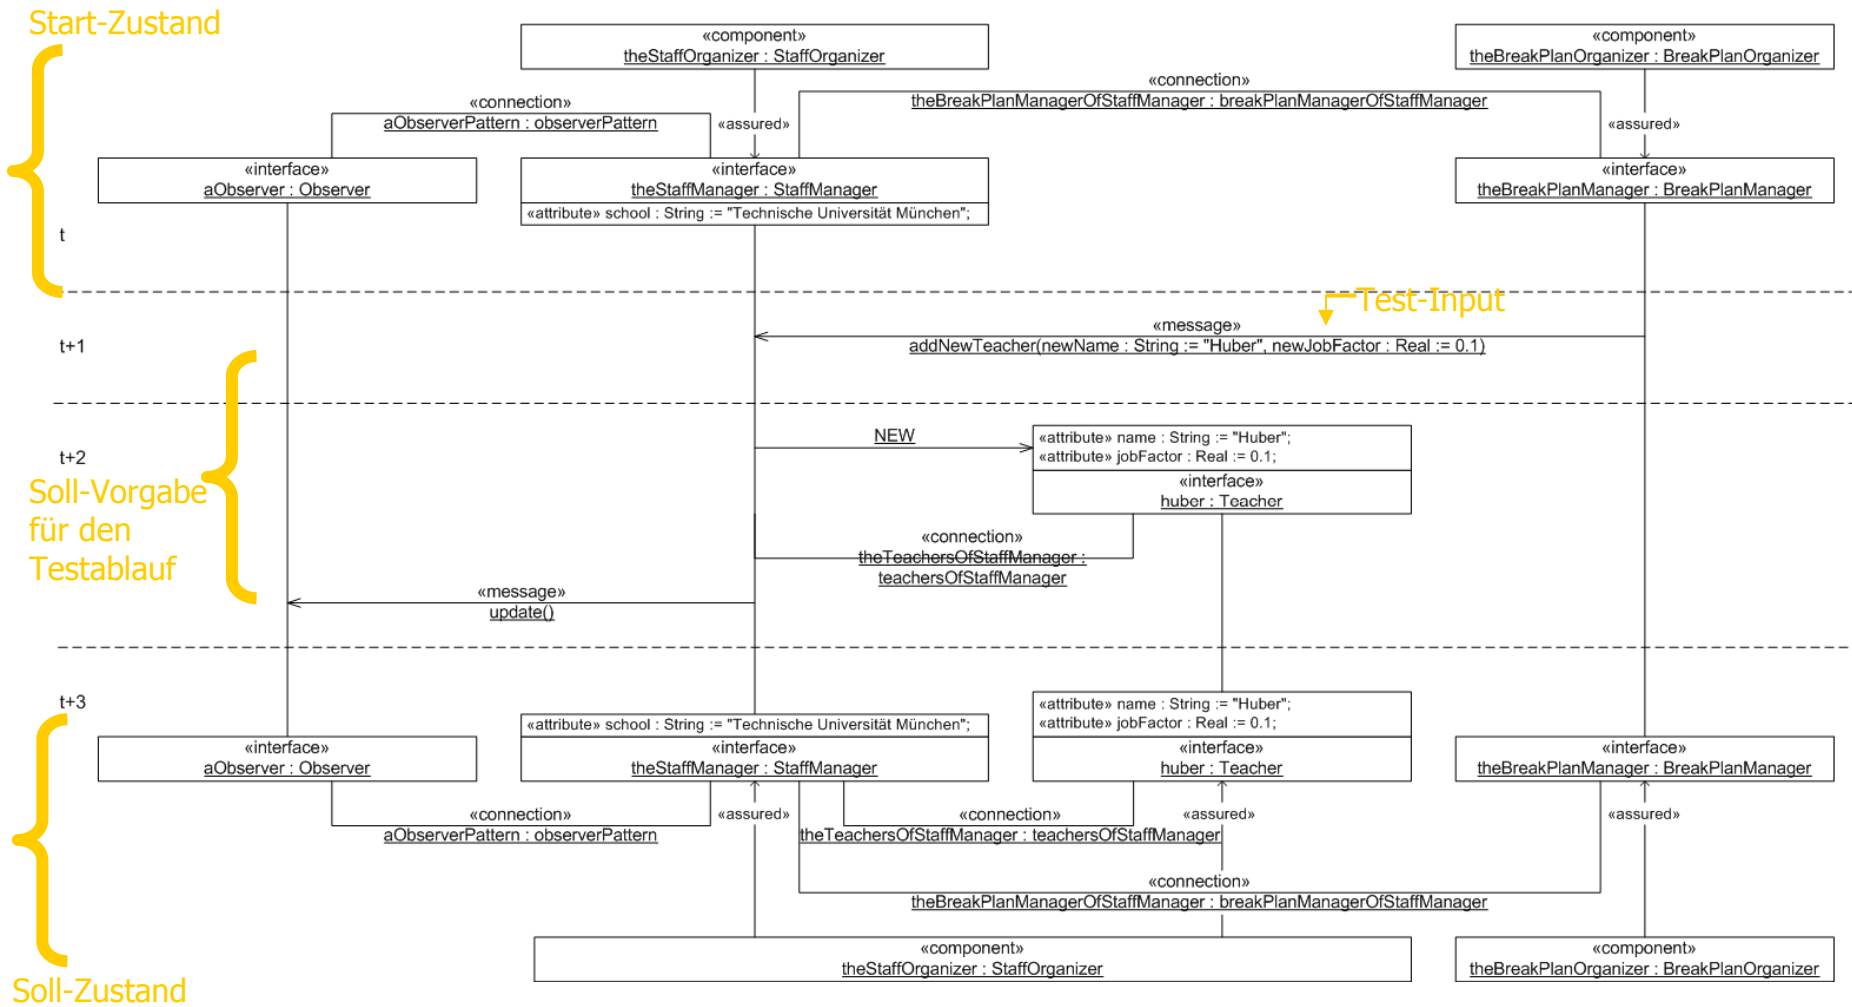 Start-Zustand
«component»
theStaffOrganizer : StaffOrganizer
«component»
theBreakPlanOrganizer : BreakPlanOrganizer
«connection»
theBreakPlanManagerOfStaffManager : breakPlanManagerOfStaffManager
«connection»
aObserverPattern : observerPattern
«assured»
«assured»
«interface»
aObserver : Observer
«interface»
theStaffManager : StaffManager
«attribute» school : String := "Technische Universität München";
«interface»
theBreakPlanManager : BreakPlanManager
t
Test-Input
t+1
«message»
addNewTeacher(newName : String := "Huber", newJobFactor : Real := 0.1)
t+2
NEW
«attribute» name : String := "Huber";
«attribute» jobFactor : Real := 0.1;
«interface»
huber : Teacher
Soll-Vorgabe
für den
Testablauf
«connection»
theTeachersOfStaffManager :
teachersOfStaffManager
«message»
update()
t+3
«attribute» name : String := "Huber";
«attribute» jobFactor : Real := 0.1;
«attribute» school : String := "Technische Universität München";
«interface»
aObserver : Observer
«interface»
theStaffManager : StaffManager
«interface»
huber : Teacher
«interface»
theBreakPlanManager : BreakPlanManager
«connection»
aObserverPattern : observerPattern
«assured»
«connection»
theTeachersOfStaffManager : teachersOfStaffManager
«assured»
«assured»
«connection»
theBreakPlanManagerOfStaffManager : breakPlanManagerOfStaffManager
«component»
theStaffOrganizer : StaffOrganizer
«component»
theBreakPlanOrganizer : BreakPlanOrganizer
Soll-Zustand